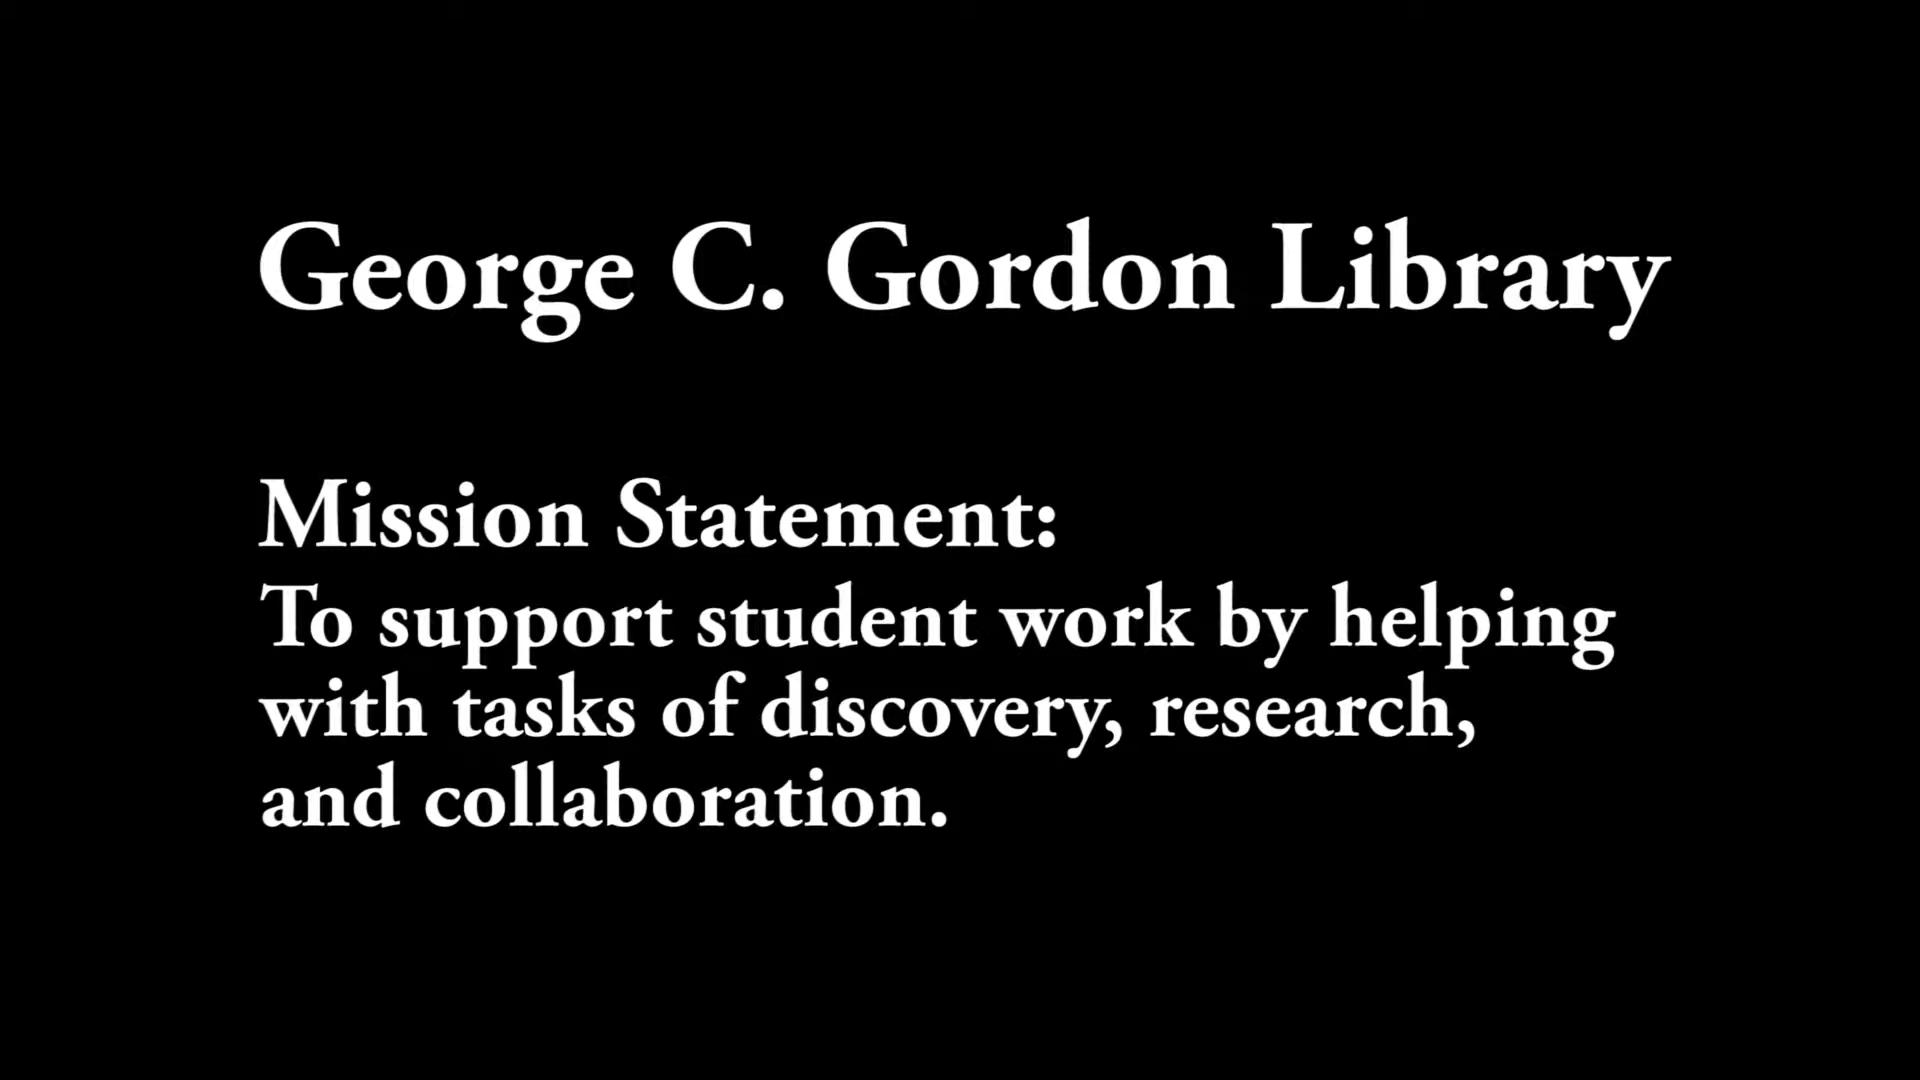 George C. Gordon Library
Mission Statement:
To support student work by helping
with tasks of discovery, research,
and collaboration.